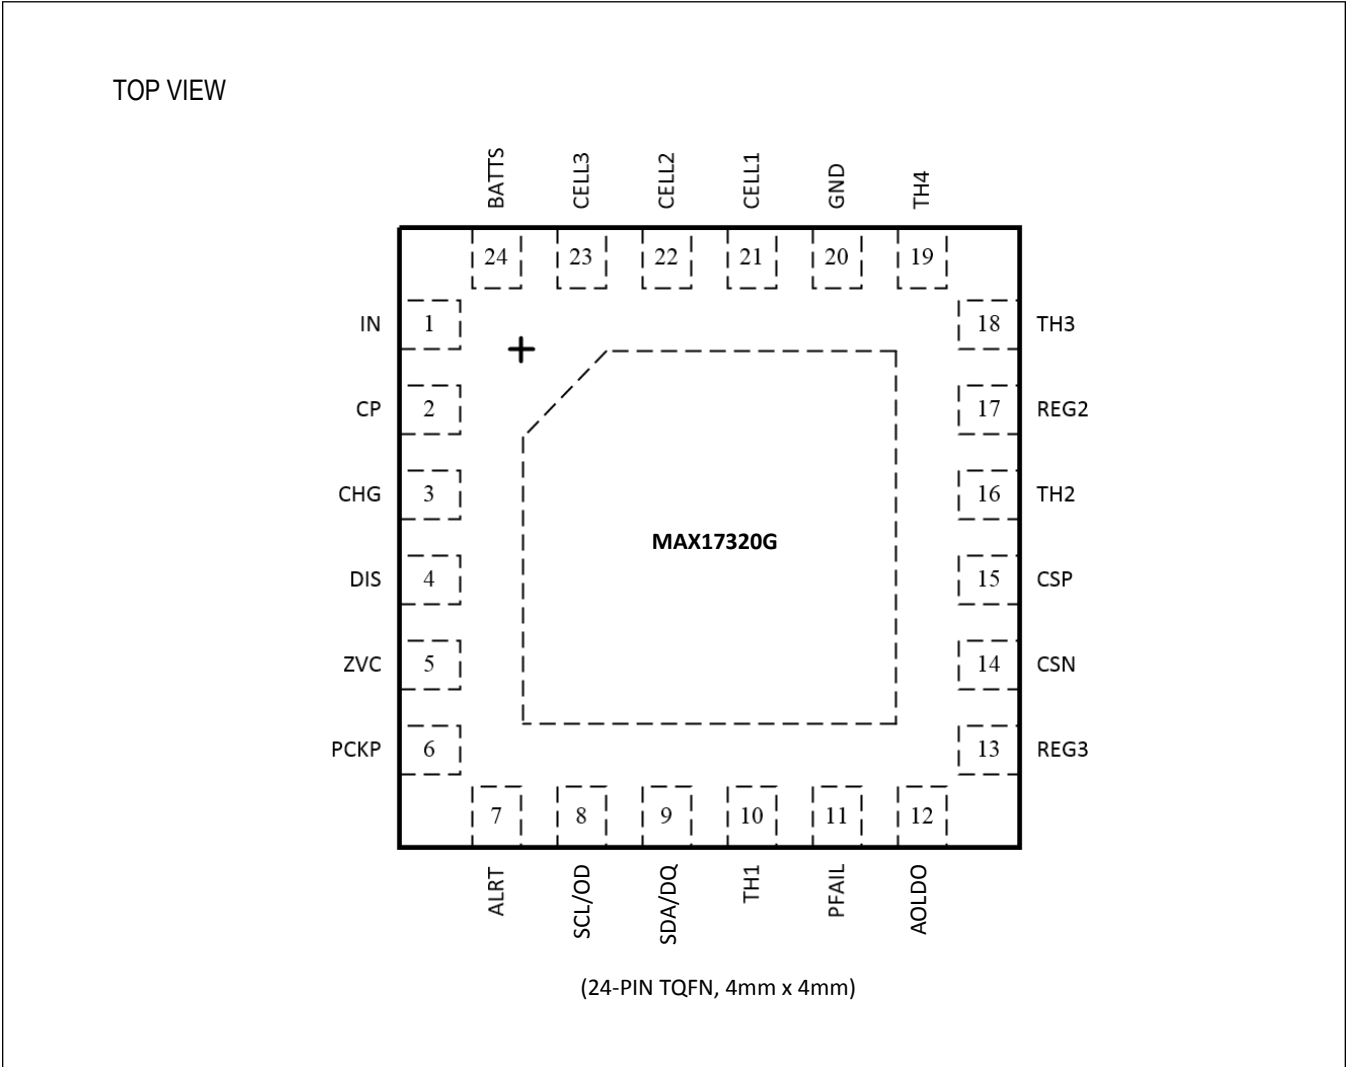 TOP VIEW
BATTS
CELL3
CELL2
CELL1
GND
TH4
24
23
22
21
20
19
IN
1
18
TH3
CP
2
17
REG2
CHG
3
16
TH2
MAX17320G
DIS
4
15
CSP
ZVC
5
14
CSN
PCKP
6
13
REG3
7
8
9
10
11
12
ALRT
SCL/OD
SDA/DQ
TH1
PFAIL
AOLDO
(24-PIN TQFN, 4mm x 4mm)